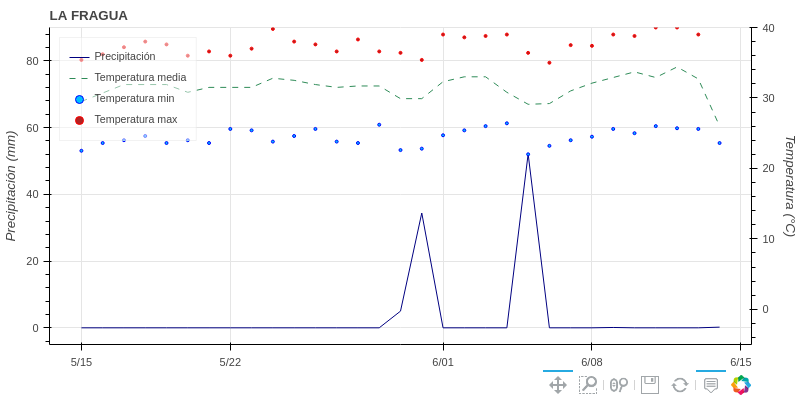 LA FRAGUA
Precipitación
Temperatura media
Temperatura min
Temperatura max
Precipitación (mm)
80
60
40
20
0
Temperatura (°C)
40
30
20
10
0
5/15
5/22
6/01
6/08
6/15